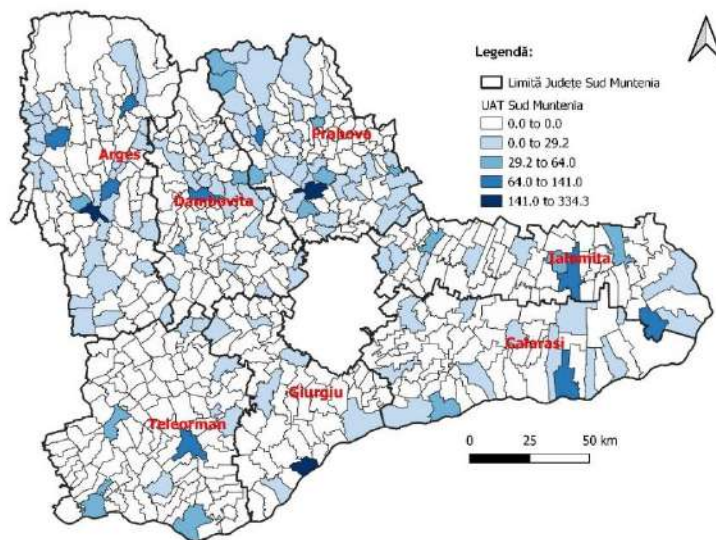 Legendă:
Limită Județe Sud Muntenia
UAT Sud Muntenia
0.0 to 0.0
0.0 to 29.2
29.2 to 64.0
64.0 to 141.0
141.0 to 334.3
Prahova
Arges
Dambovita
Ialomita
Calarasi
Giurgiu
Teleorman
0 25 50 km